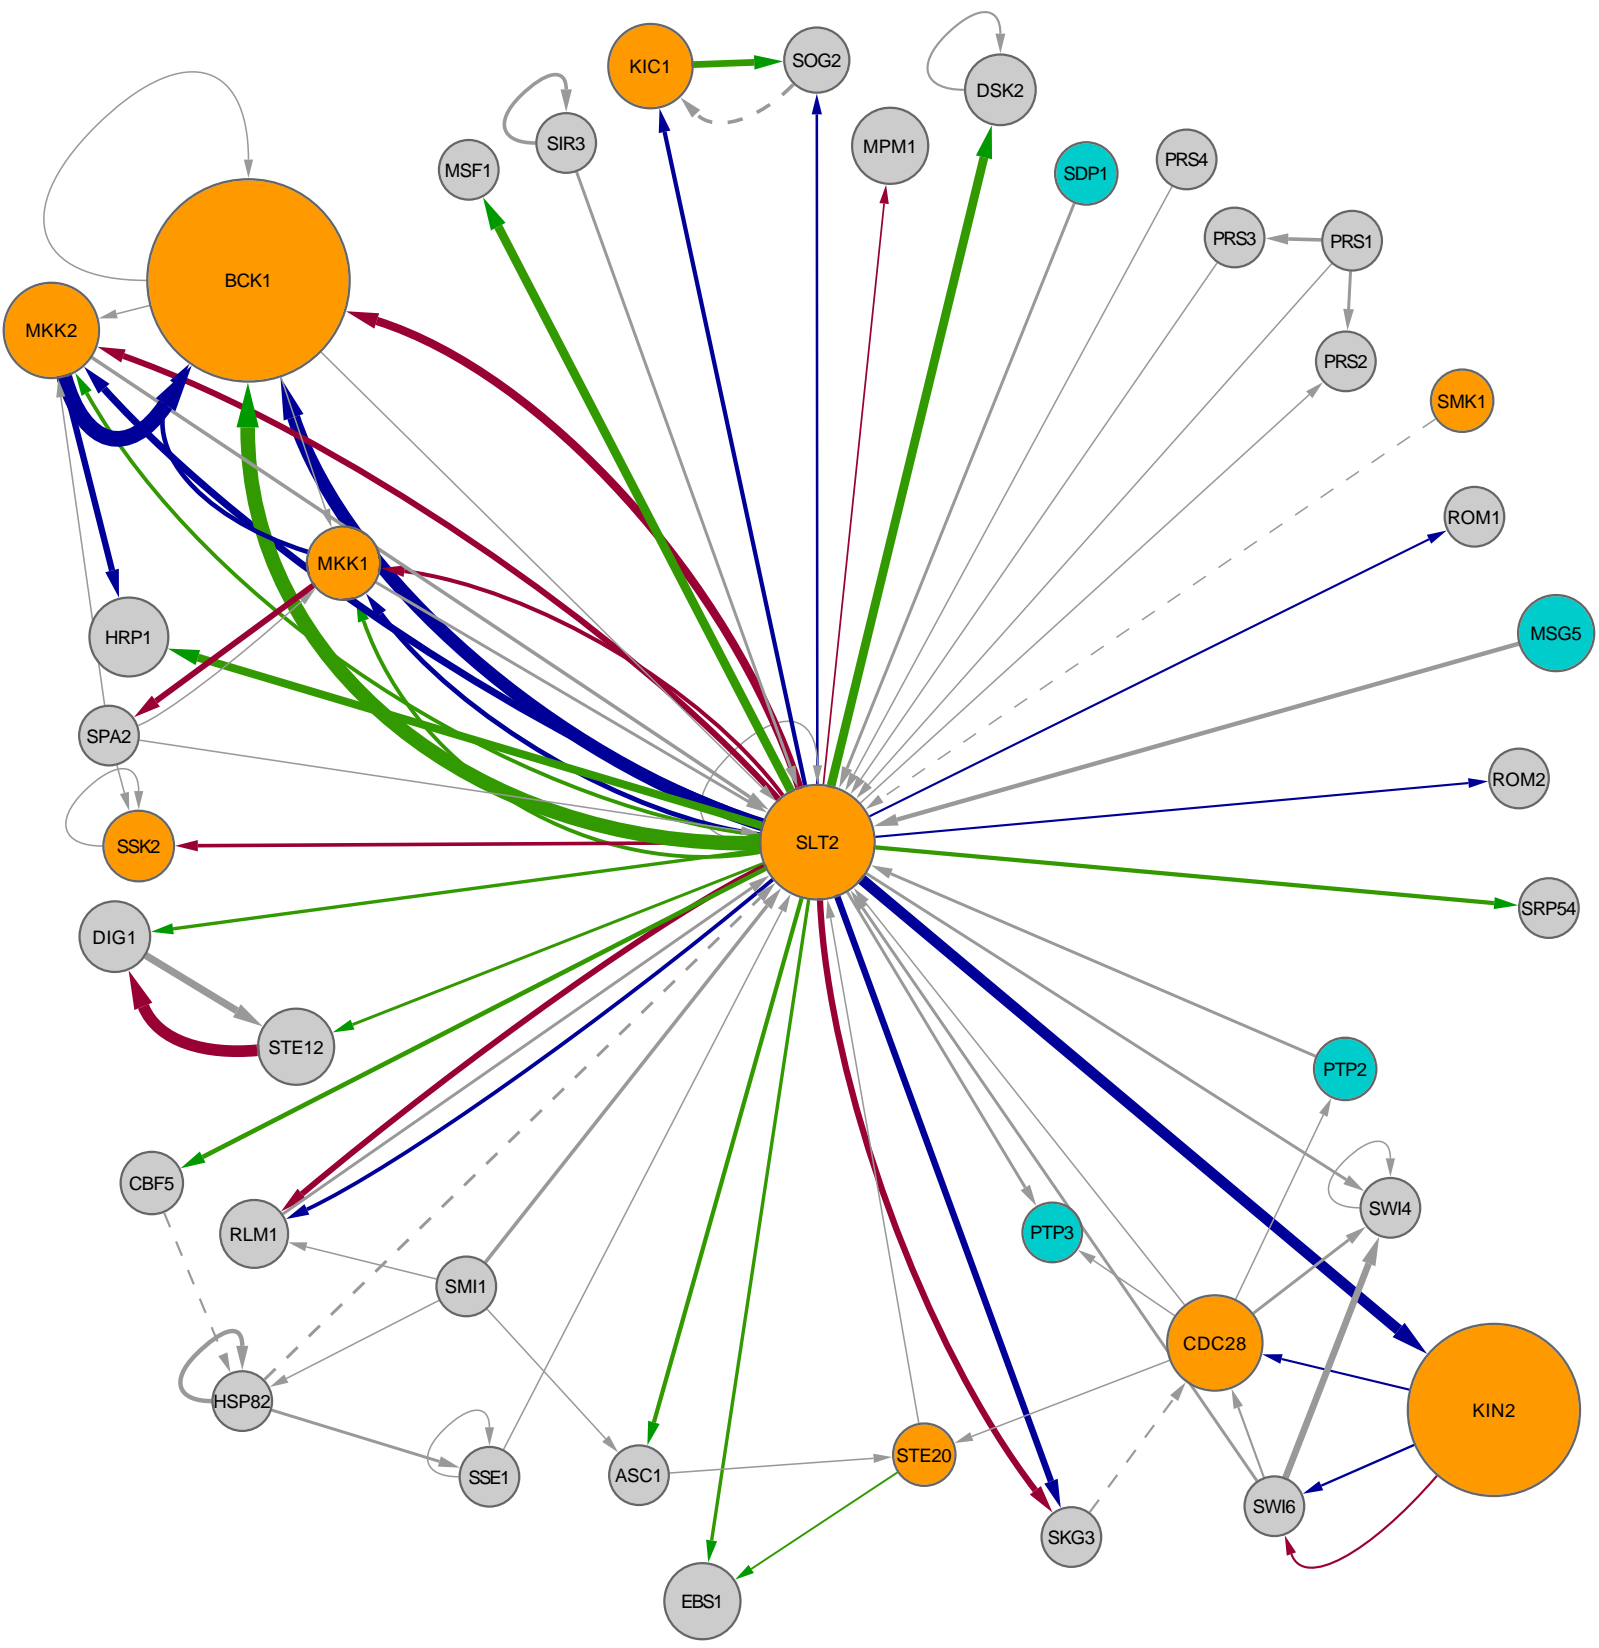 KIC1
SOG2
DSK2
SIR3
MPM1
MSF1
SDP1
PRS4
PRS3
PRS1
BCK1
MKK2
PRS2
SMK1
ROM1
MKK1
HRP1
MSG5
SPA2
ROM2
SSK2
SLT2
SRP54
DIG1
STE12
PTP2
CBF5
SWI4
RLM1
PTP3
SMI1
CDC28
HSP82
KIN2
STE20
SSE1
ASC1
SWI6
SKG3
EBS1